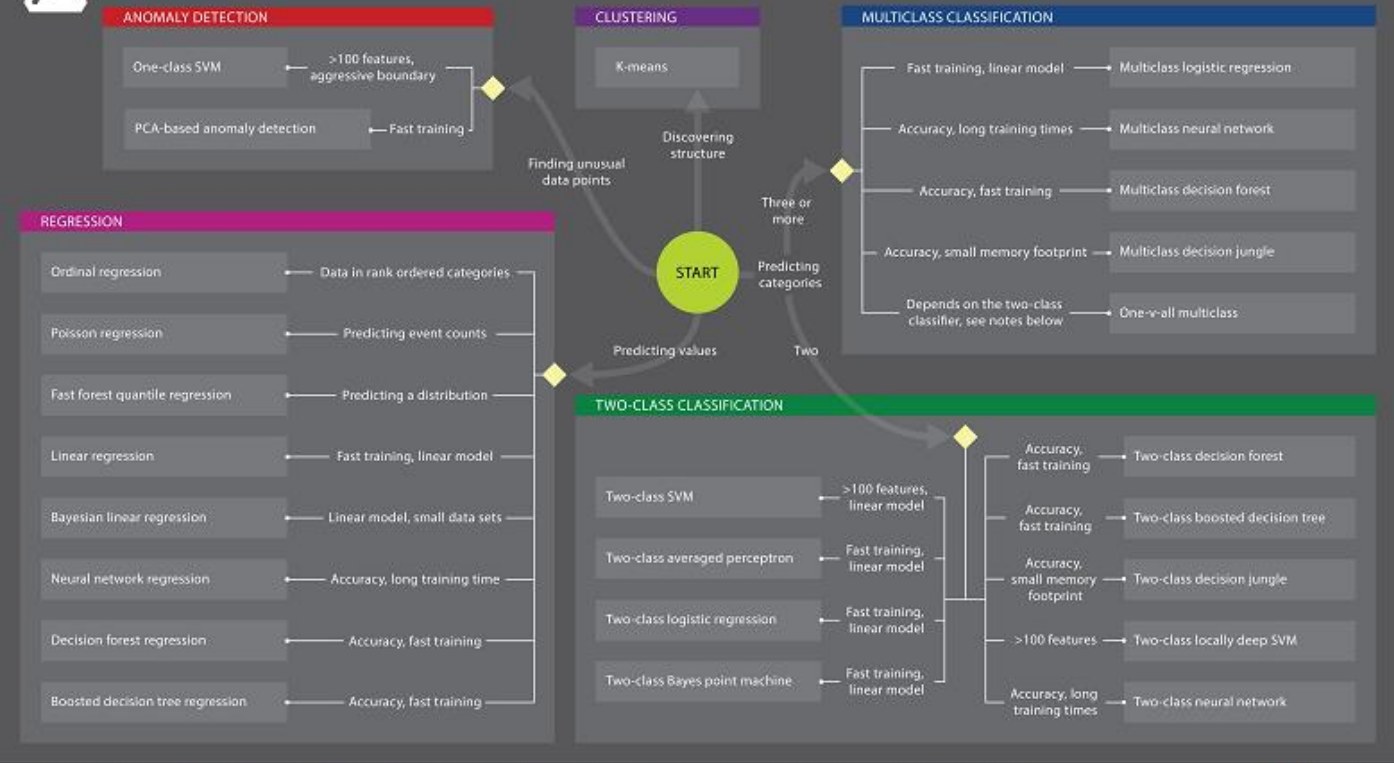 ANOMALY DETECTION
One-class SVM
>100 features,
aggressive boundary
PCA-based anomaly detection
Fast training
CLUSTERING
K-means
MULTICLASS CLASSIFICATION
Fast training, linear model
Multiclass logistic regression
Accuracy, long training times
Multiclass neural network
Accuracy, fast training
Multiclass decision forest
Accuracy, small memory footprint
Multiclass decision jungle
Depends on the two-class
classifier, see notes below
One-v-all multiclass
Finding unusual
data points
Discovering
structure
Three or
more
START
Predicting
categories
Predicting values
Two
REGRESSION
Ordinal regression
Data in rank ordered categories
Poisson regression
Predicting event counts
Fast forest quantile regression
Predicting a distribution
Linear regression
Fast training, linear model
Bayesian linear regression
Linear model, small data sets
Neural network regression
Accuracy, long training time
Decision forest regression
Accuracy, fast training
Boosted decision tree regression
Accuracy, fast training
TWO-CLASS CLASSIFICATION
Two-class SVM
>100 features,
linear model
Two-class averaged perceptron
Fast training,
linear model
Two-class logistic regression
Fast training,
linear model
Two-class Bayes point machine
Fast training,
linear model
Accuracy,
fast training
Two-class decision forest
Accuracy,
fast training
Two-class boosted decision tree
Accuracy,
small memory
footprint
Two-class decision jungle
>100 features
Two-class locally deep SVM
Accuracy, long
training times
Two-class neural network